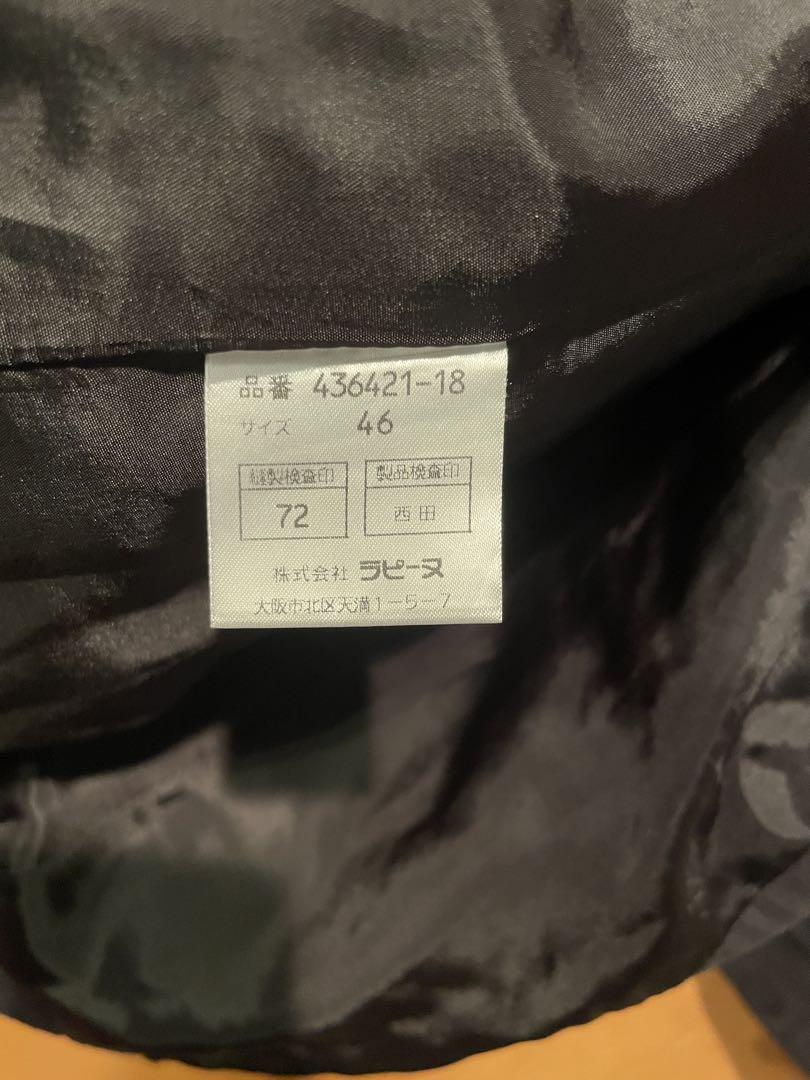 品番 436421-18
サイズ 46
縫製検査印 製品検査印
72 西田
株式会社 ラピーヌ
大阪市北区天満1-5-7